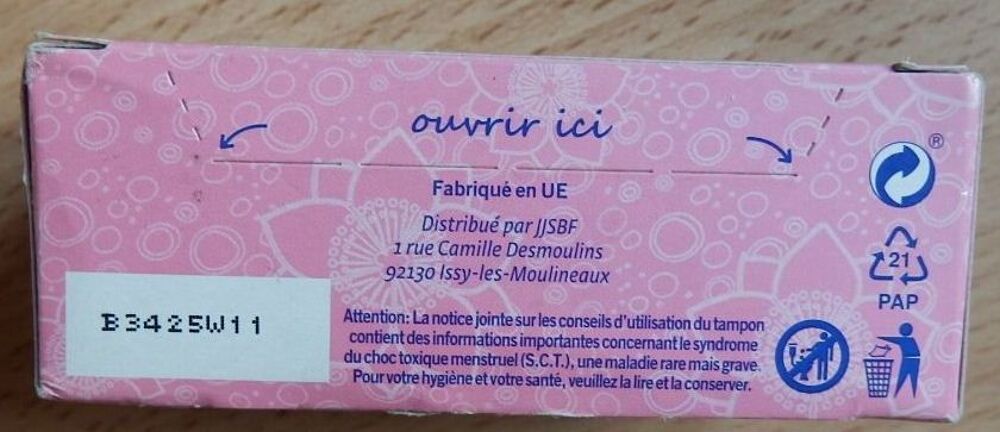 ouvrir ici
®
Fabriqué en UE
Distribué par JJSBF
1 rue Camille Desmoulins
92130 Issy-les-Moulineaux
21
PAP
B3425W11
Attention: La notice jointe sur les conseils d'utilisation du tampon
contient des informations importantes concernant le syndrome
du choc toxique menstruel (S.C.T.), une maladie rare mais grave.
Pour votre hygiène et votre santé, veuillez la lire et la conserver.